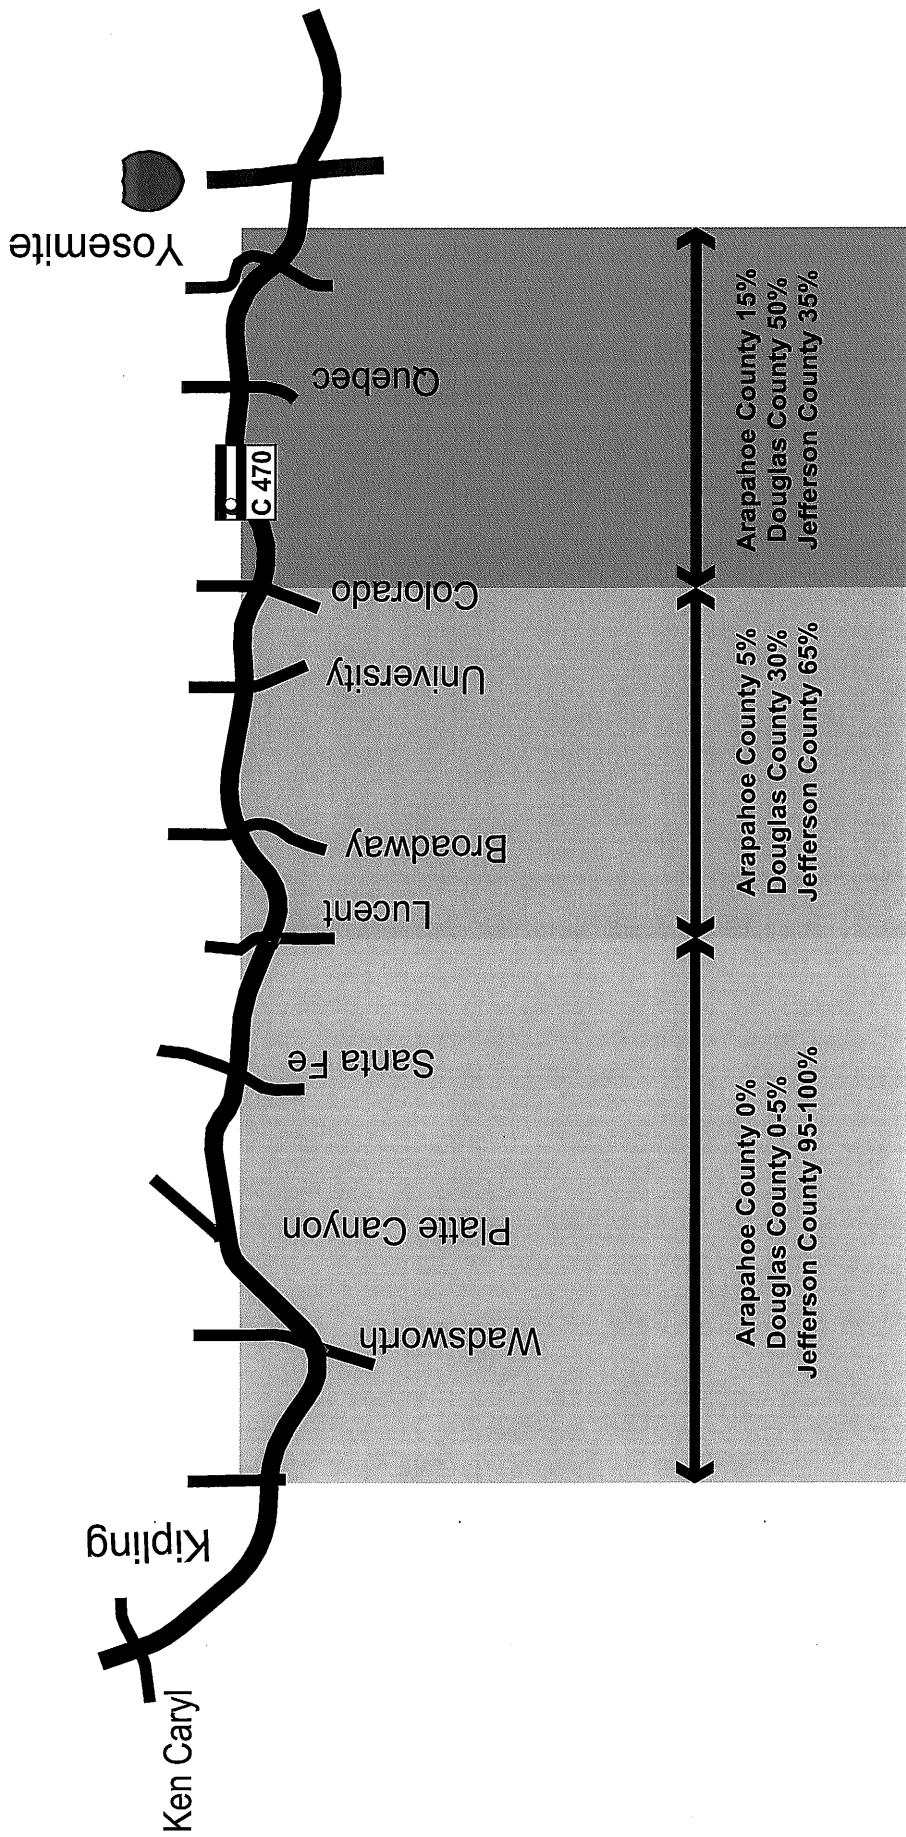 Ken Caryl
Kipling
Wadsworth
Platte Canyon
Santa Fe
Lucent
Broadway
University
Colorado
C 470
Quebec
Yosemite
Arapahoe County 0%
Douglas County 0-5%
Jefferson County 95-100%
Arapahoe County 5%
Douglas County 30%
Jefferson County 65%
Arapahoe County 15%
Douglas County 50%
Jefferson County 35%